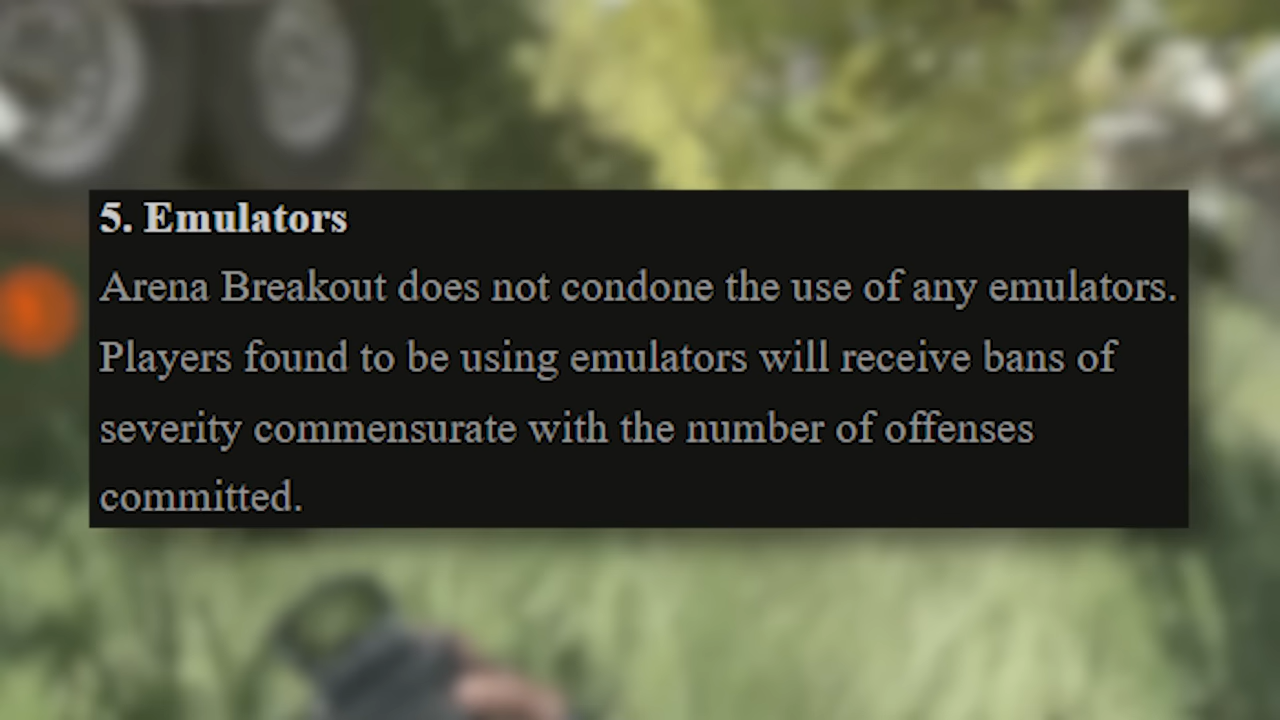 5. Emulators
Arena Breakout does not condone the use of any emulators.
Players found to be using emulators will receive bans of
severity commensurate with the number of offenses
committed.